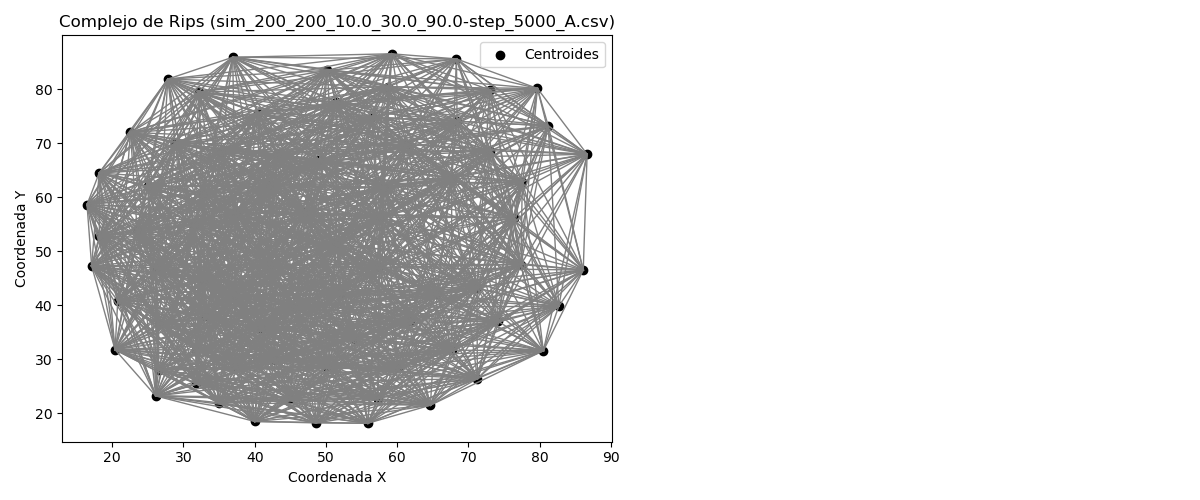 Complejo de Rips (sim_200_200_10.0_30.0_90.0-step_5000_A.csv)
Centroides
80
70
60
50
40
30
20
Coordenada Y
20 30 40 50 60 70 80 90
Coordenada X